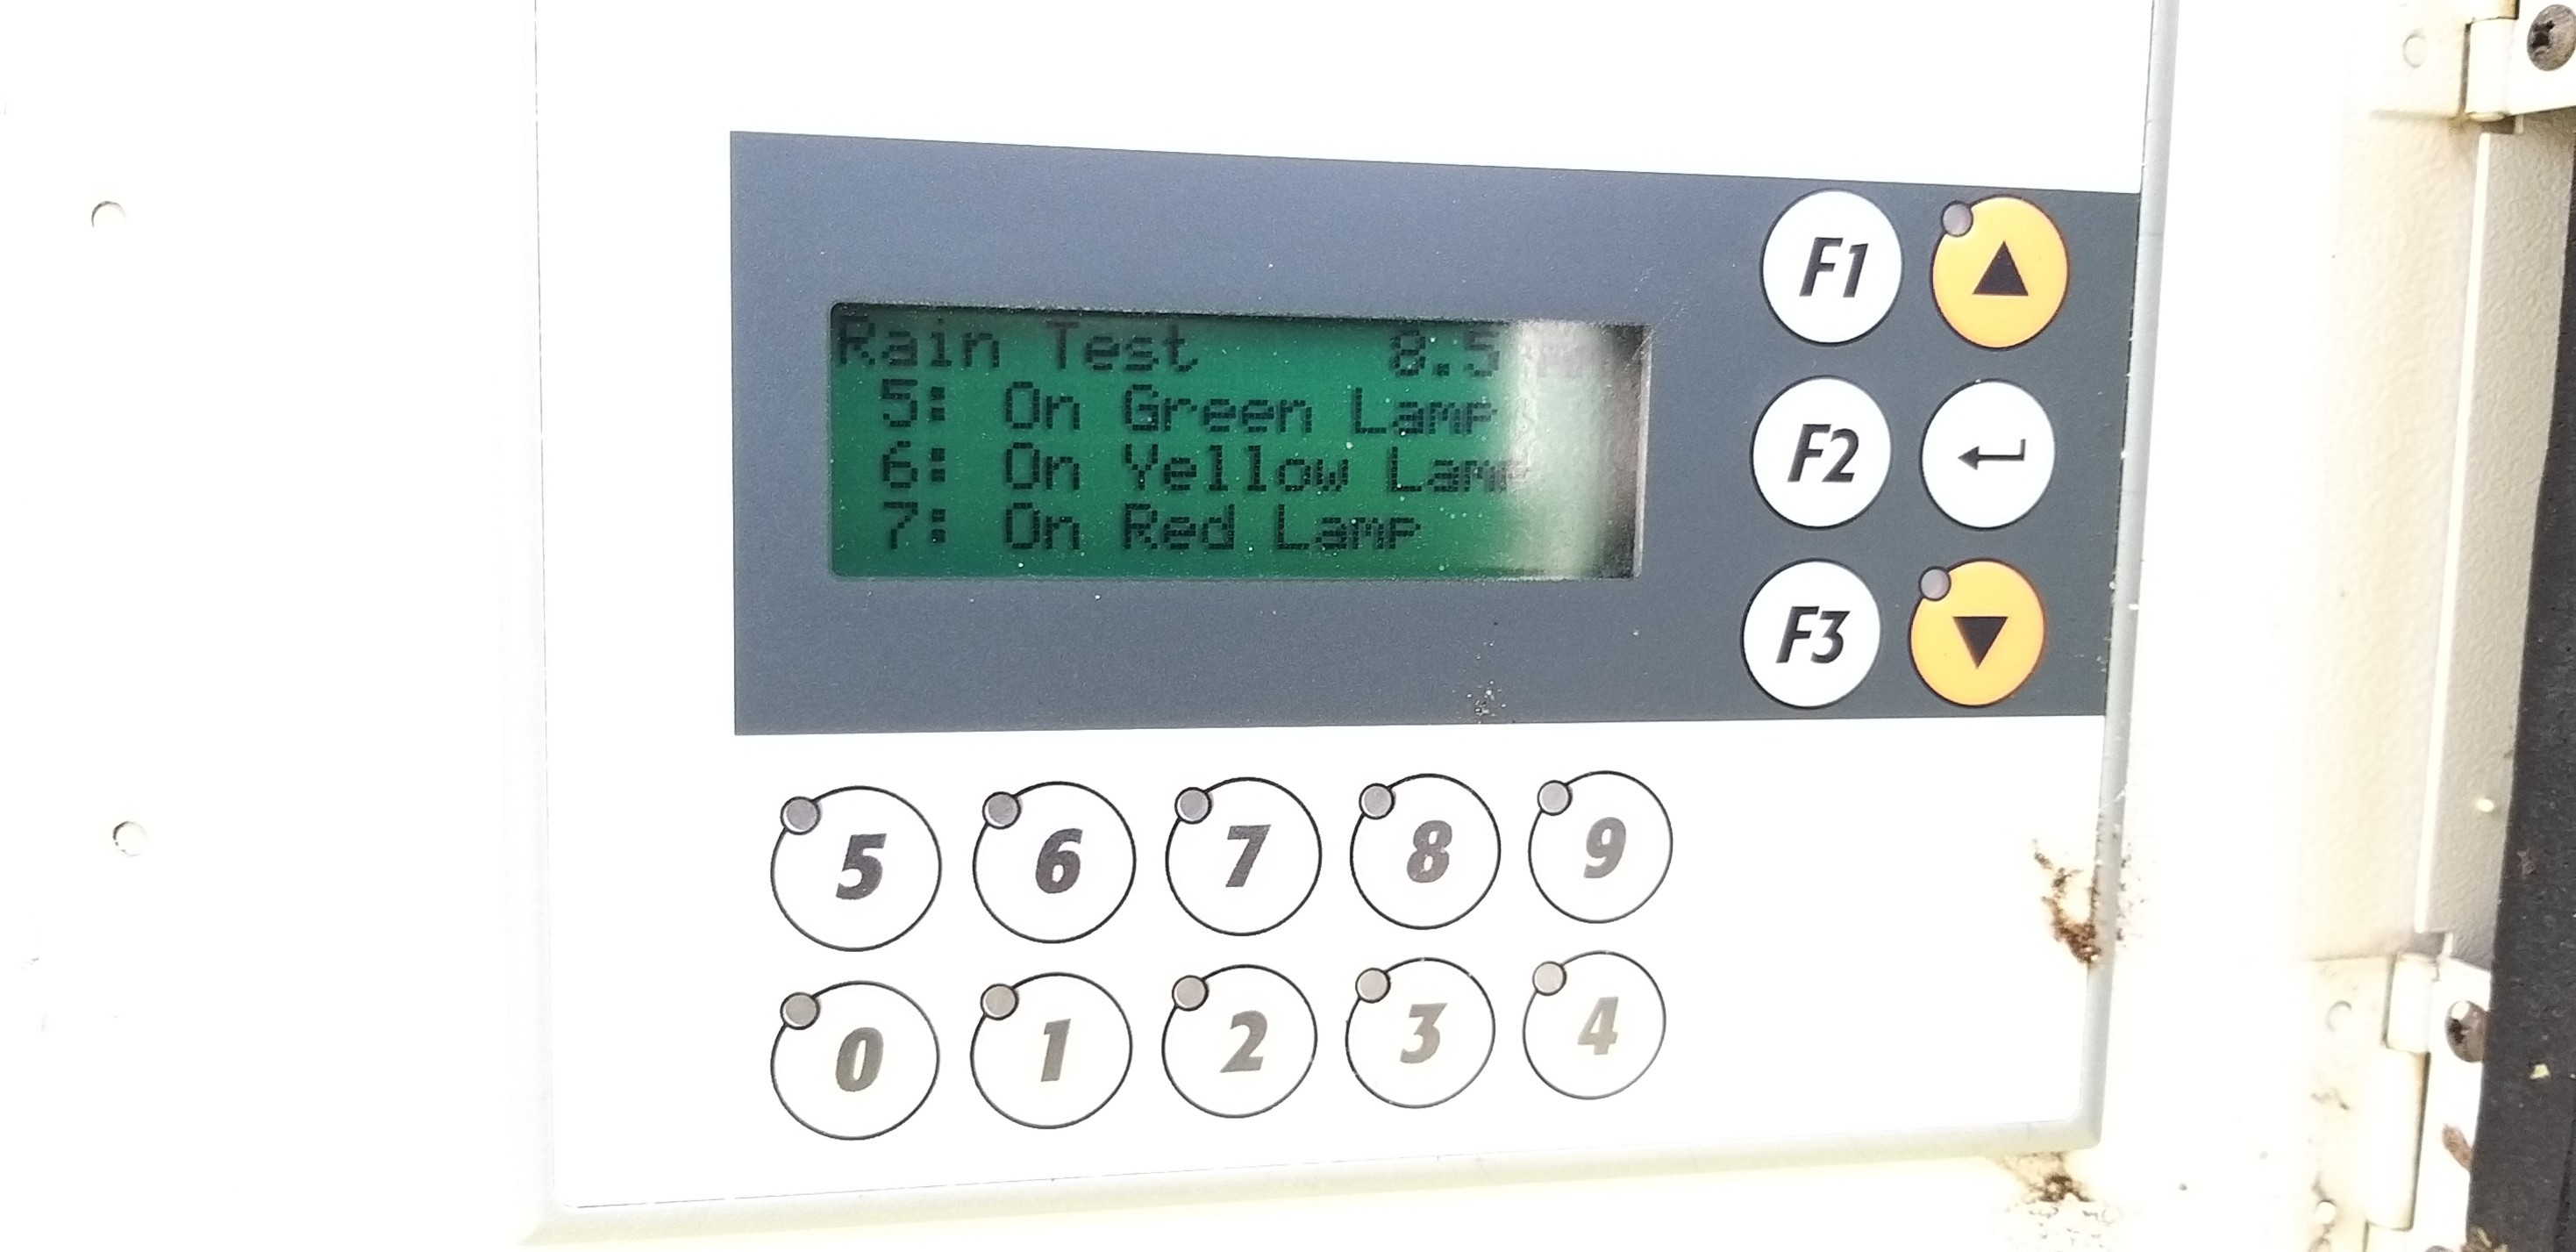 Rain Test 8.5
5: On Green Lamp
6: On Yellow Lamp
7: On Red Lamp
F1
F2
F3
5 6 7 8 9
0 1 2 3 4